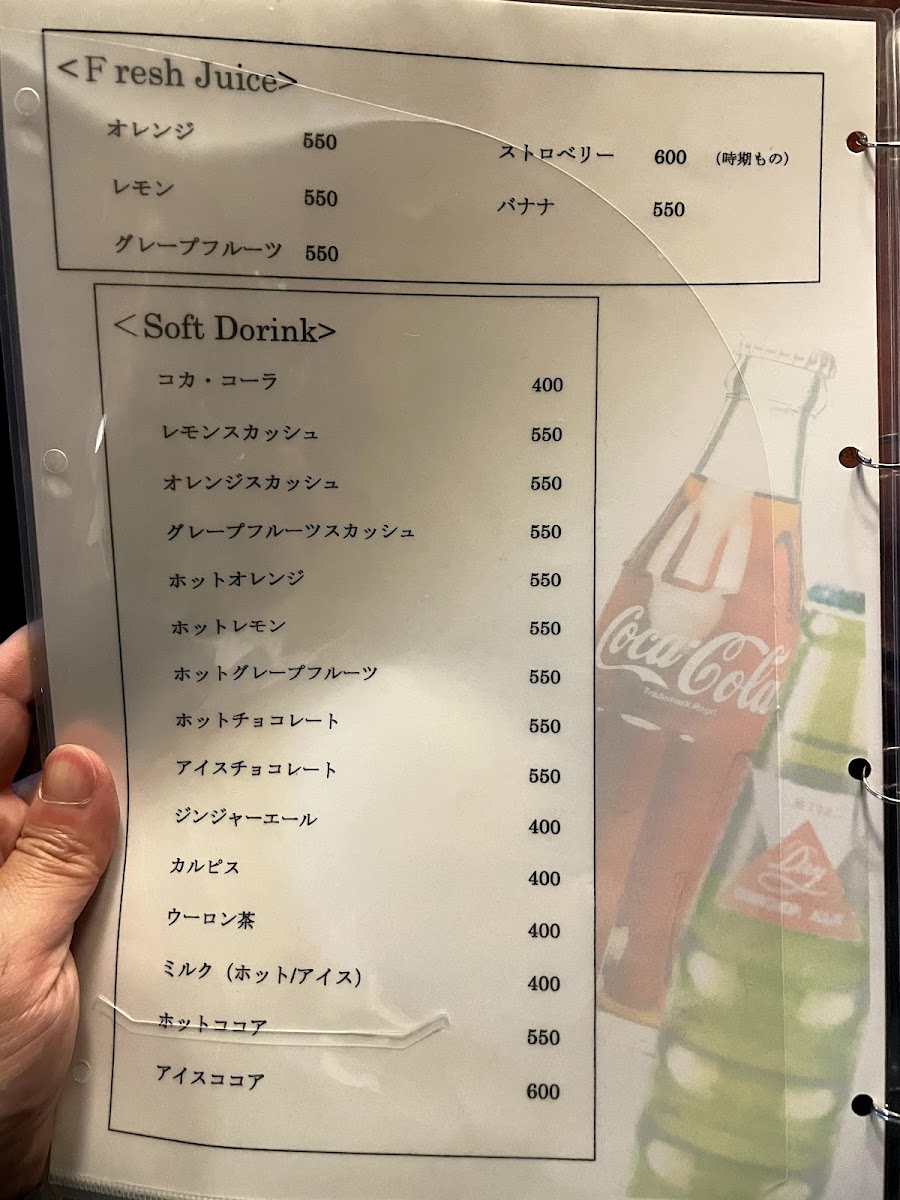 <Fresh Juice>
オレンジ 550
レモン 550
グレープフルーツ 550
ストロベリー 600 (時期もの)
バナナ 550
<Soft Dorink>
コカ・コーラ 400
レモンスカッシュ 550
オレンジスカッシュ 550
グレープフルーツスカッシュ 550
ホットオレンジ 550
ホットレモン 550
ホットグレープフルーツ 550
ホットチョコレート 550
アイスチョコレート 550
ジンジャーエール 400
カルピス 400
ウーロン茶 400
ミルク（ホット/アイス） 400
ホットココア 550
アイスココア 600
Coca-Cola
Dry